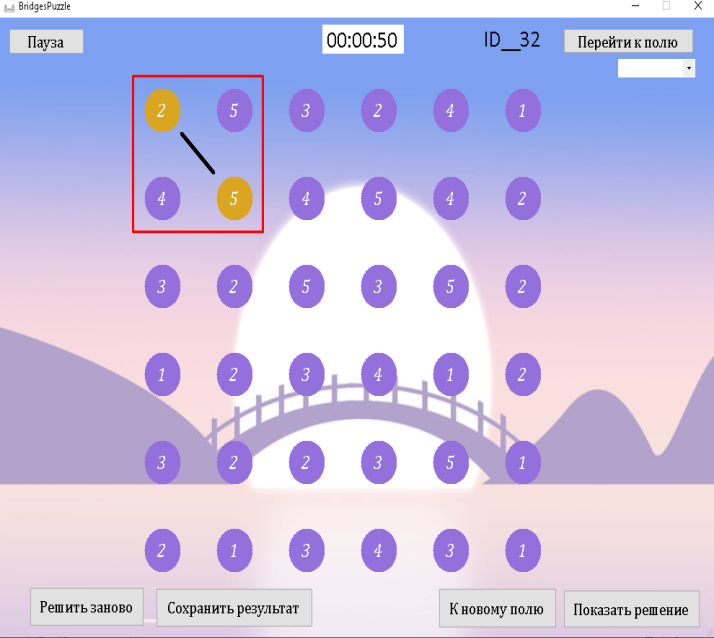 BridgesPuzzle
Пауза
00:00:50
ID__32
Перейти к полю
2 5 3 2 4 1
4 5 4 5 4 2
3 2 5 3 5 2
1 2 3 4 1 2
3 2 2 3 5 1
2 1 3 4 3 1
Решить заново
Сохранить результат
К новому полю
Показать решение